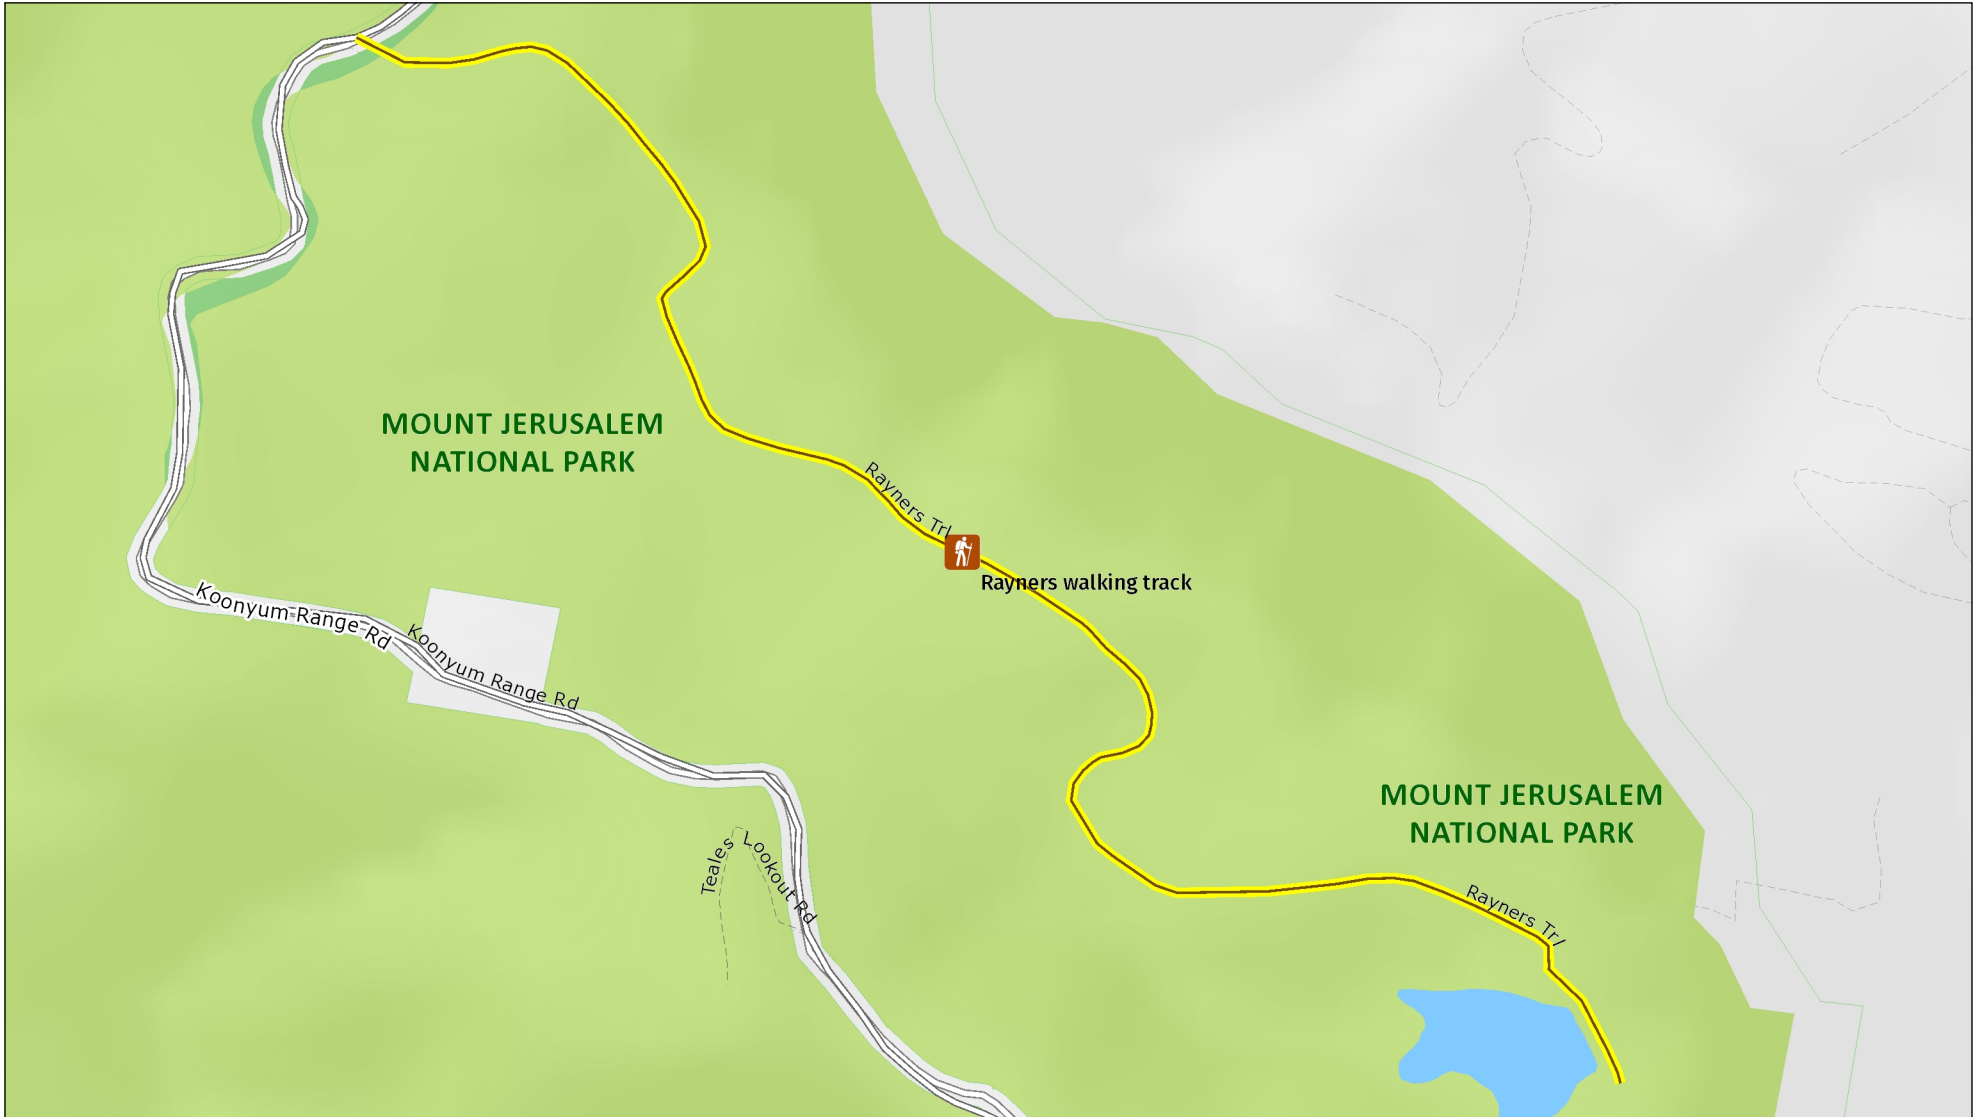 MOUNT JERUSALEM
NATIONAL PARK
Rayners Trl
Rayners walking track
Koonyum Range Rd
Koonyum Range Rd
MOUNT JERUSALEM
NATIONAL PARK
Teales Lookout Rd
Rayners Trl